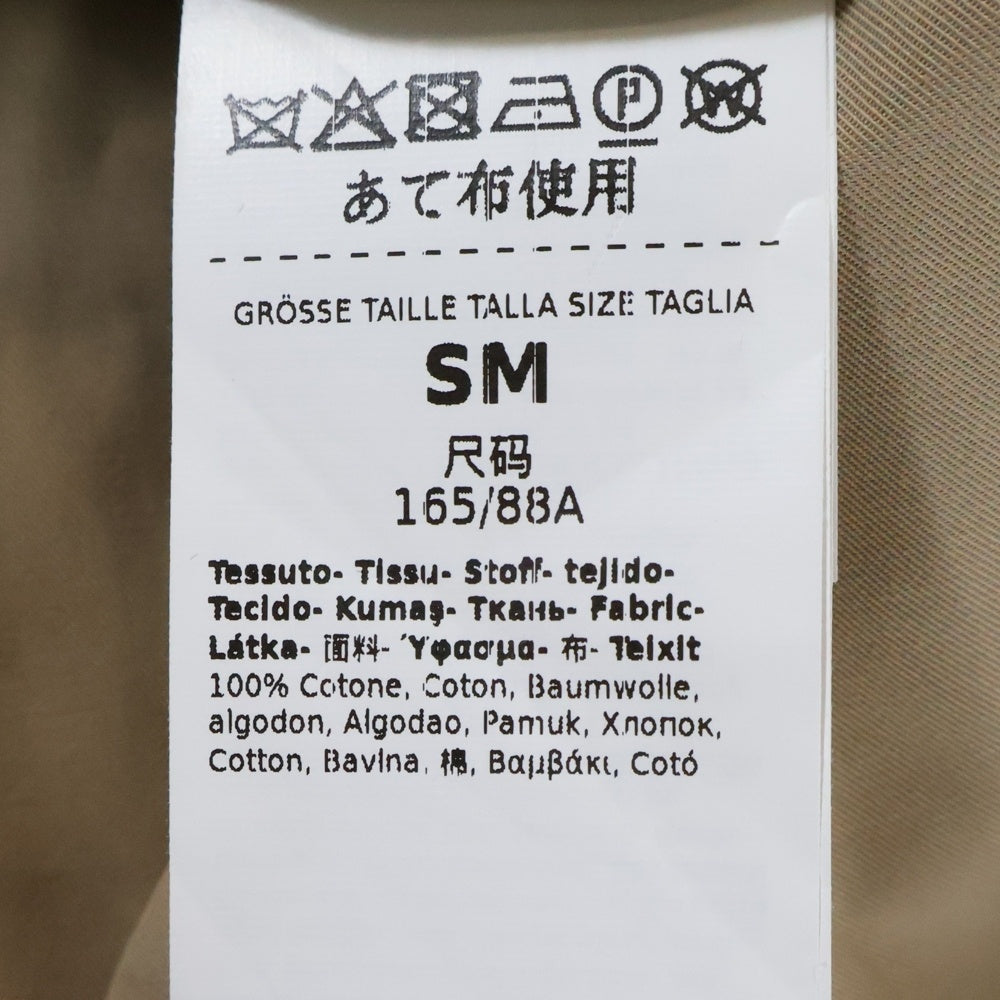 P W
あて布使用
GRÖSSE TAILLE TALLA SIZE TAGLIA
SM
尺码
165/88A
Tessuto- Tissu- Stoff- tejido-
Tecido- Kumaş- Ткань- Fabric-
Látka- 面料- Ύφασμα- 布- Teixit
100% Cotone, Coton, Baumwolle,
algodon, Algodao, Pamuk, Хлопок,
Cotton, Bavlna, 棉, Βαμβάκι, Cotó